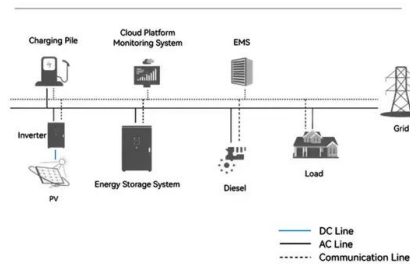 Charging Pile
Cloud Platform
Monitoring System
EMS
Grid
Inverter
PV
Energy Storage System
Diesel
Load
DC Line
AC Line
Communication Line